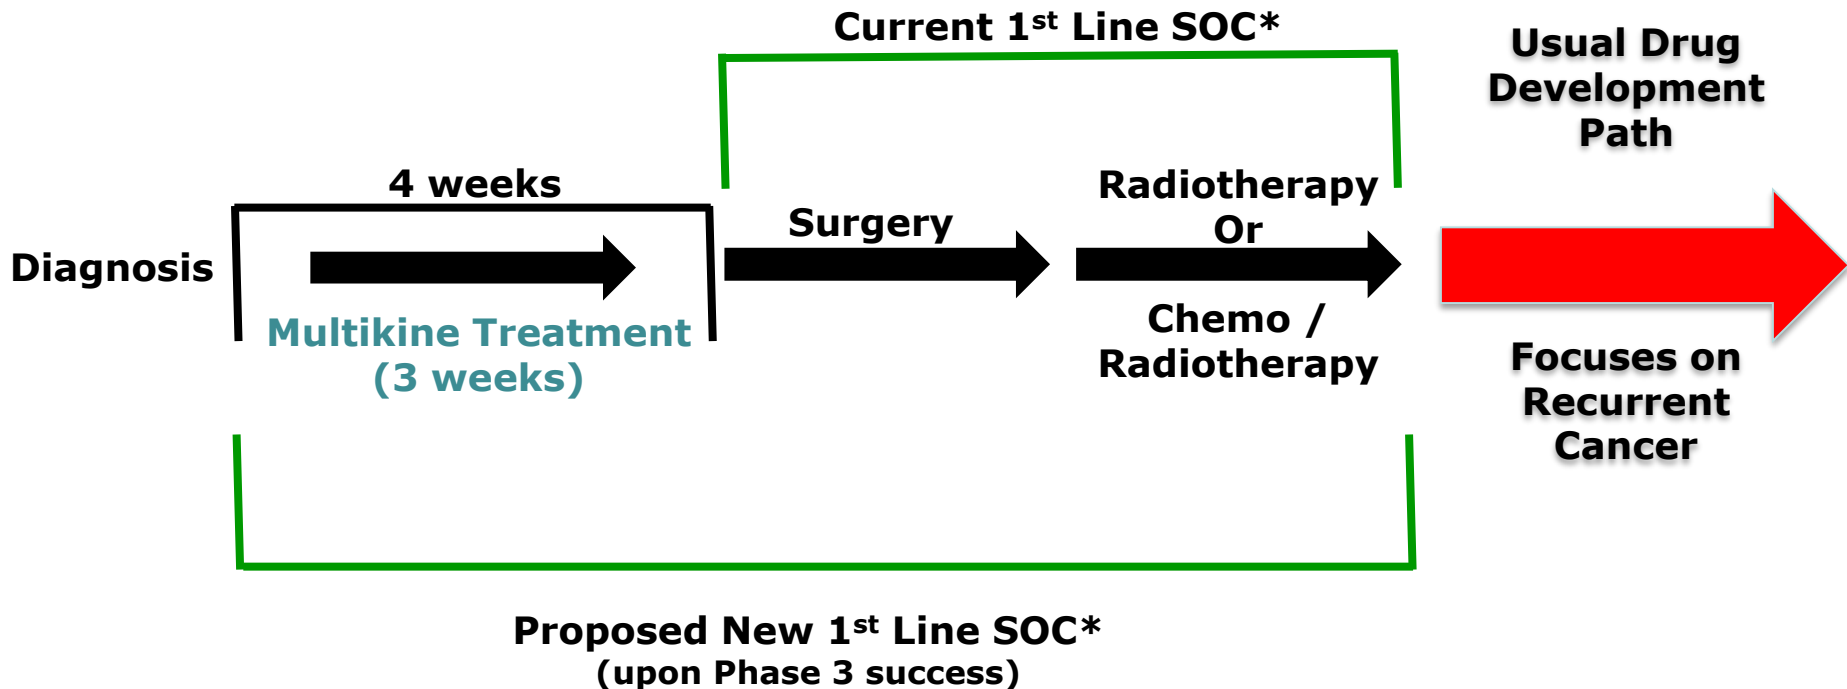 Current 1st Line SOC*
Usual Drug
Development
Path
4 weeks
Diagnosis
Multikine Treatment
(3 weeks)
Surgery
Radiotherapy
Or
Chemo /
Radiotherapy
Focuses on
Recurrent
Cancer
Proposed New 1st Line SOC*
(upon Phase 3 success)